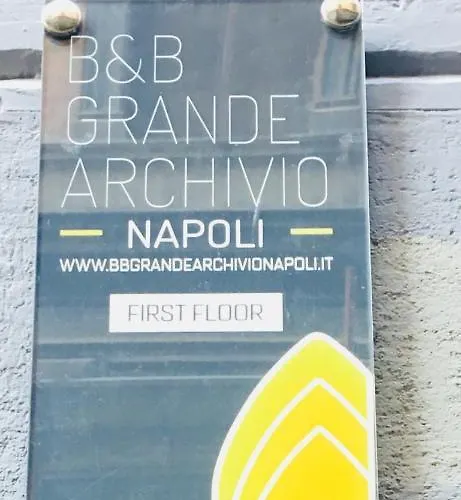 B&B
GRANDE
ARCHIVIO
NAPOLI
WWW.BBGRANDEARCHIVIONAPOLI.IT
FIRST FLOOR